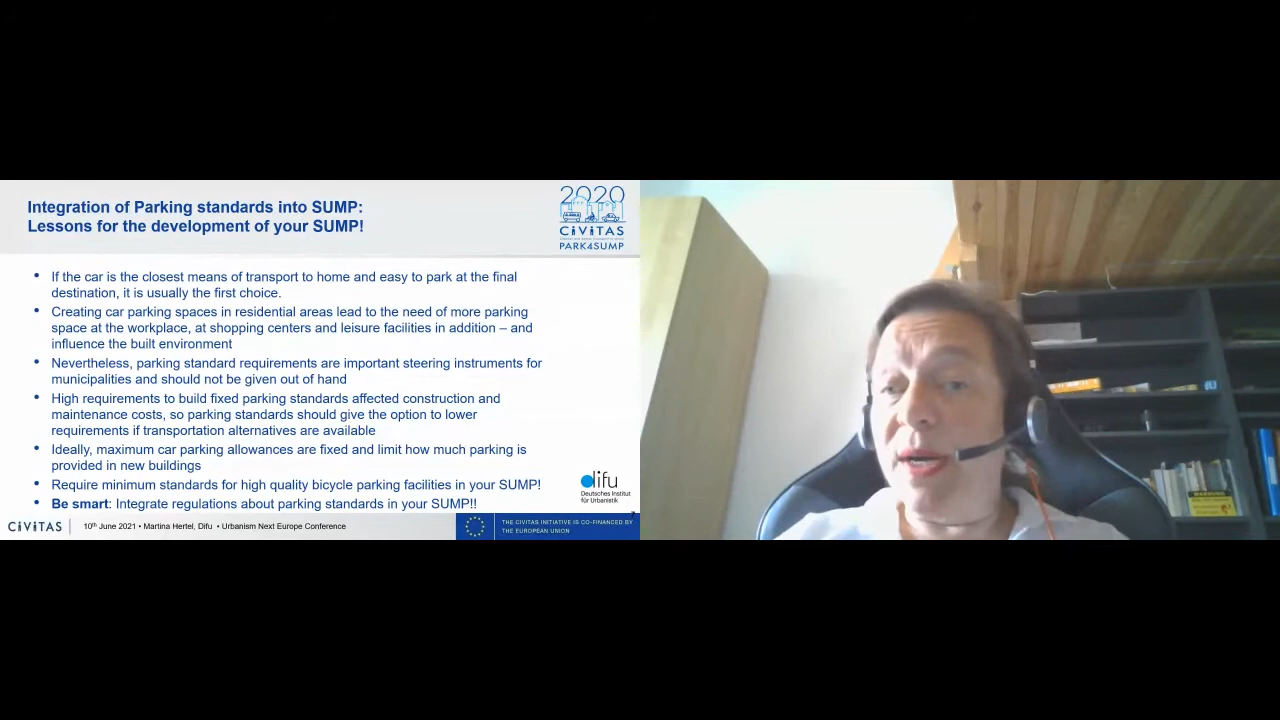 Integration of Parking standards into SUMP:
Lessons for the development of your SUMP!
2020
CiViTAS
PARK4SUMP
• If the car is the closest means of transport to home and easy to park at the final
destination, it is usually the first choice.
• Creating car parking spaces in residential areas lead to the need of more parking
space at the workplace, at shopping centers and leisure facilities in addition – and
influence the built environment
• Nevertheless, parking standard requirements are important steering instruments for
municipalities and should not be given out of hand
• High requirements to build fixed parking standards affected construction and
maintenance costs, so parking standards should give the option to lower
requirements if transportation alternatives are available
• Ideally, maximum car parking allowances are fixed and limit how much parking is
provided in new buildings
• Require minimum standards for high quality bicycle parking facilities in your SUMP!
• Be smart: Integrate regulations about parking standards in your SUMP!!
difu
Deutsches Institut
für Urbanistik
7
CiViTAS
10th June 2021 • Martina Hertel, Difu • Urbanism Next Europe Conference
THE CIVITAS INITIATIVE IS CO-FINANCED BY
THE EUROPEAN UNION